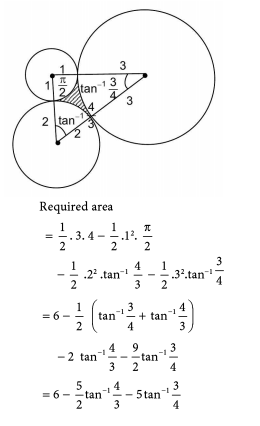 1 3
1 π/2 tan⁻¹ 3/4
4 3
2 tan⁻¹ 4/3
2
Required area
= 1/2 . 3. 4 − 1/2 .1². π/2
− 1/2 .2² .tan⁻¹ 4/3 − 1/2 .3².tan⁻¹ 3/4
= 6 − 1/2 (tan⁻¹ 3/4 + tan⁻¹ 4/3)
− 2 tan⁻¹ 4/3 − 9/2 tan⁻¹ 3/4
= 6 − 5/2 tan⁻¹ 4/3 − 5 tan⁻¹ 3/4